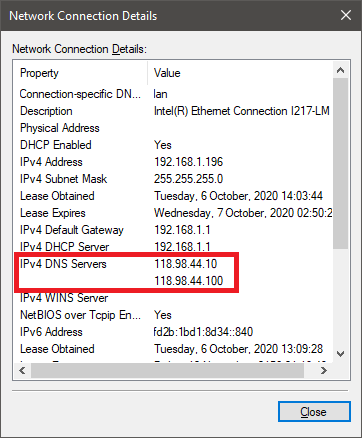 Network Connection Details
Network Connection Details:
Property Value
Connection-specific DN... lan
Description Intel(R) Ethernet Connection I217-LM
Physical Address
DHCP Enabled Yes
IPv4 Address 192.168.1.196
IPv4 Subnet Mask 255.255.255.0
Lease Obtained Tuesday, 6 October, 2020 14:03:44
Lease Expires Wednesday, 7 October, 2020 02:50:2
IPv4 Default Gateway 192.168.1.1
IPv4 DHCP Server 192.168.1.1
IPv4 DNS Servers 118.98.44.10
118.98.44.100
IPv4 WINS Server
NetBIOS over Tcpip En... Yes
IPv6 Address fd2b:1bd1:8d34::840
Lease Obtained Tuesday, 6 October, 2020 13:09:28
Close